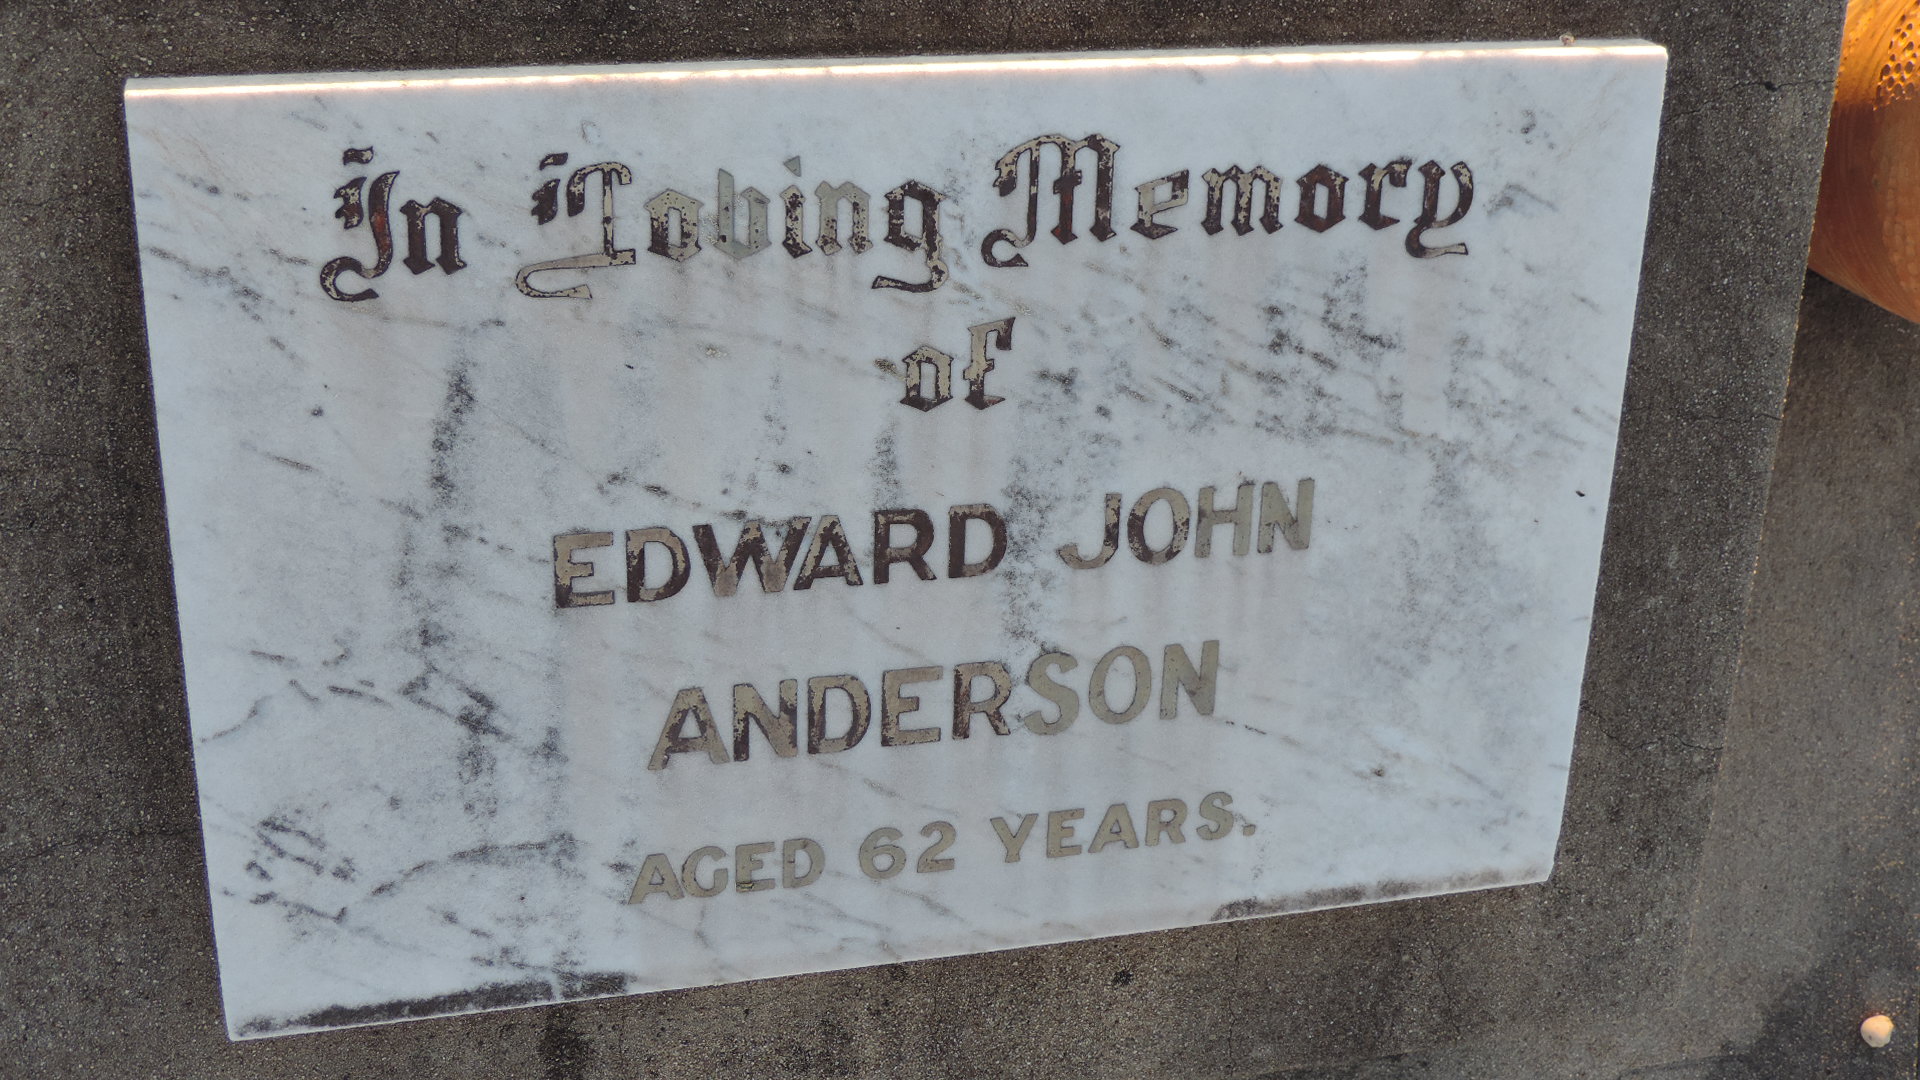 In Loving Memory
of
EDWARD JOHN
ANDERSON
AGED 62 YEARS.